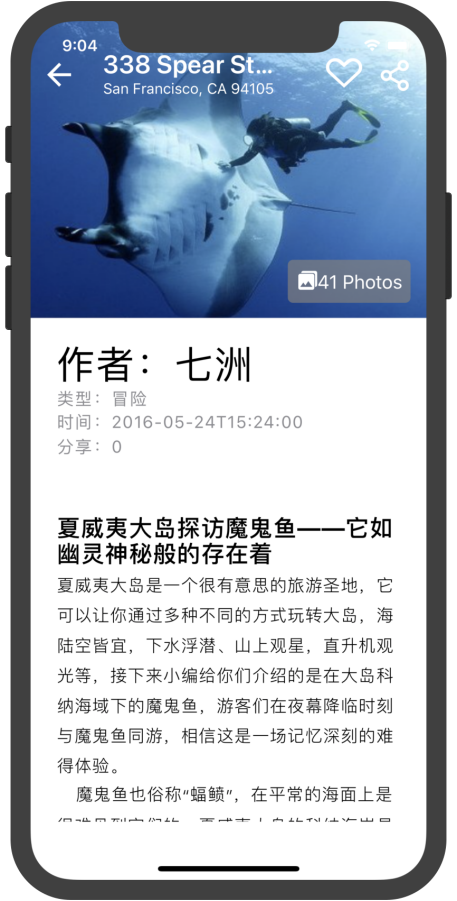 9:04
338 Spear St...
San Francisco, CA 94105
41 Photos
作者：七洲
类型：冒险
时间：2016-05-24T15:24:00
分享：0
夏威夷大岛探访魔鬼鱼——它如
幽灵神秘般的存在着
夏威夷大岛是一个很有意思的旅游圣地，它
可以让你通过多种不同的方式玩转大岛，海
陆空皆宜，下水浮潜、山上观星，直升机观
光等，接下来小编给你们介绍的是在大岛科
纳海域下的魔鬼鱼，游客们在夜幕降临时刻
与魔鬼鱼同游，相信这是一场记忆深刻的难
得体验。
魔鬼鱼也俗称“蝠鲼”，在平常的海面上是